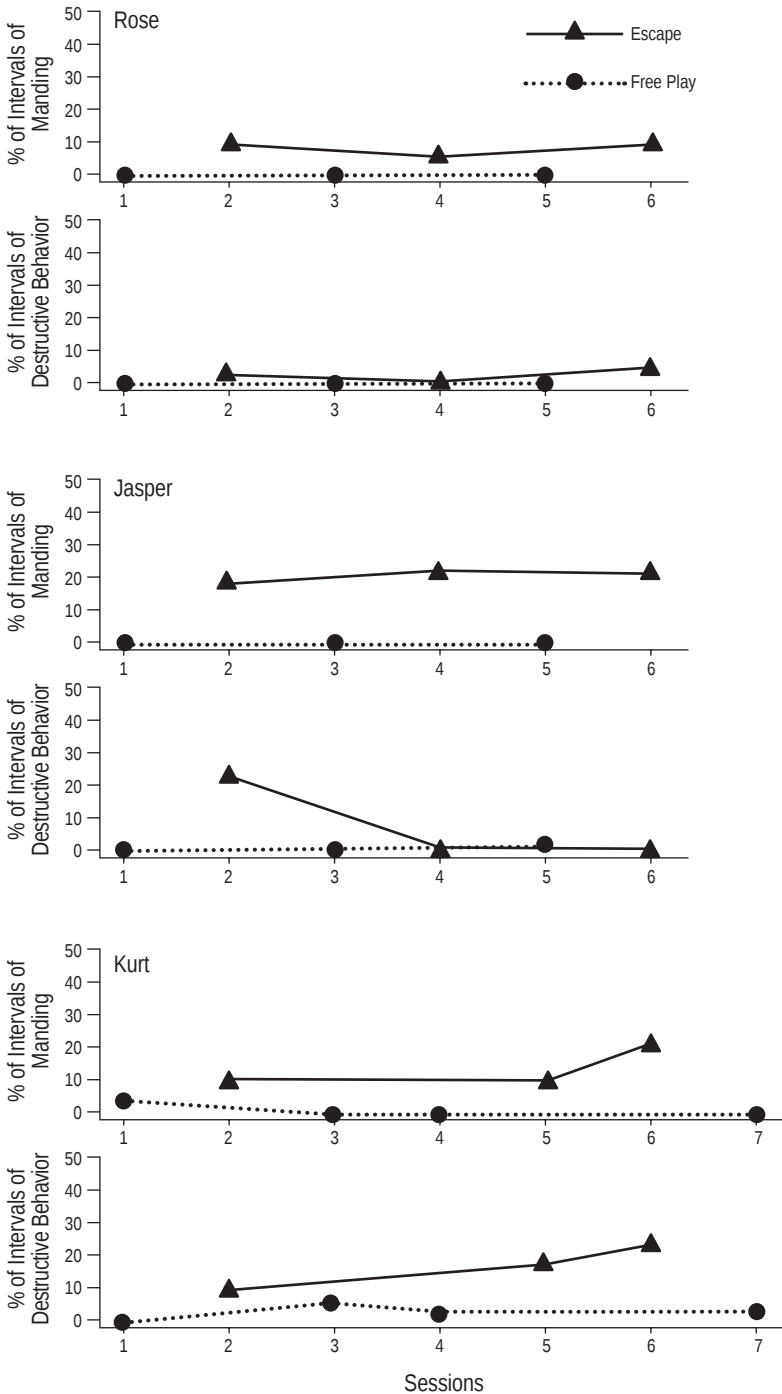 Rose
Escape
Free Play
% of Intervals of
Manding
50
40
30
20
10
0
1 2 3 4 5 6
% of Intervals of
Destructive Behavior
50
40
30
20
10
0
1 2 3 4 5 6
Jasper
% of Intervals of
Manding
50
40
30
20
10
0
1 2 3 4 5 6
% of Intervals of
Destructive Behavior
50
40
30
20
10
0
1 2 3 4 5 6
Kurt
% of Intervals of
Manding
50
40
30
20
10
0
1 2 3 4 5 6 7
% of Intervals of
Destructive Behavior
50
40
30
20
10
0
1 2 3 4 5 6 7
Sessions